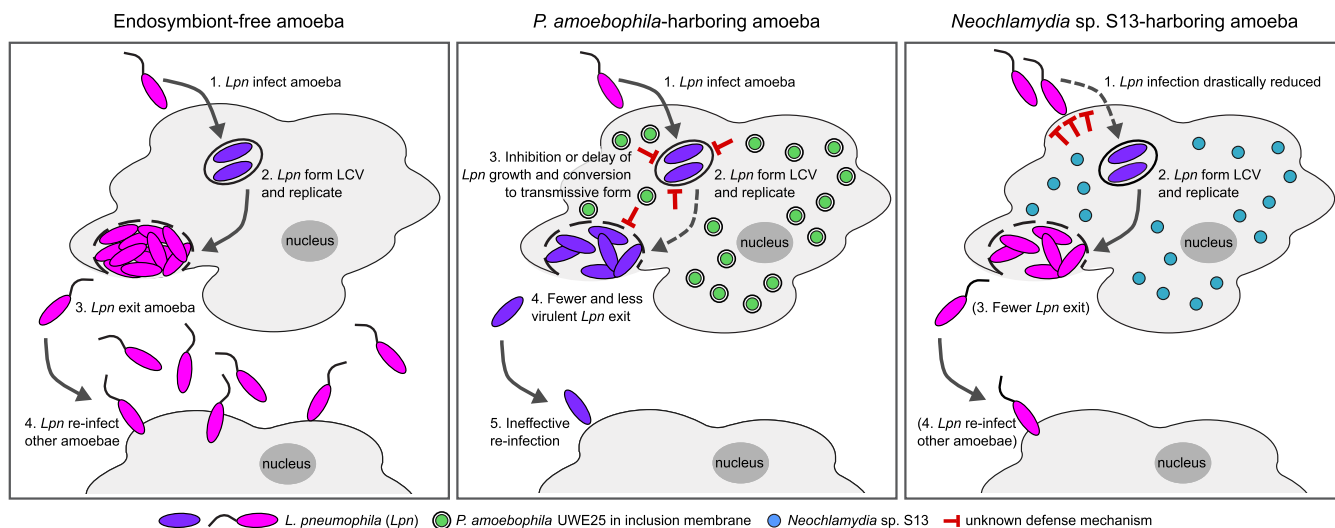 Endosymbiont-free amoeba
1. Lpn infect amoeba
2. Lpn form LCV
and replicate
nucleus
3. Lpn exit amoeba
4. Lpn re-infect
other amoebae
nucleus
P. amoebophila-harboring amoeba
1. Lpn infect amoeba
3. Inhibition or delay of
Lpn growth and conversion
to transmissive form
2. Lpn form LCV
and replicate
nucleus
4. Fewer and less
virulent Lpn exit
5. Ineffective
re-infection
nucleus
Neochlamydia sp. S13-harboring amoeba
1. Lpn infection drastically reduced
2. Lpn form LCV
and replicate
nucleus
(3. Fewer Lpn exit)
(4. Lpn re-infect
other amoebae)
nucleus
L. pneumophila (Lpn) P. amoebophila UWE25 in inclusion membrane Neochlamydia sp. S13 unknown defense mechanism